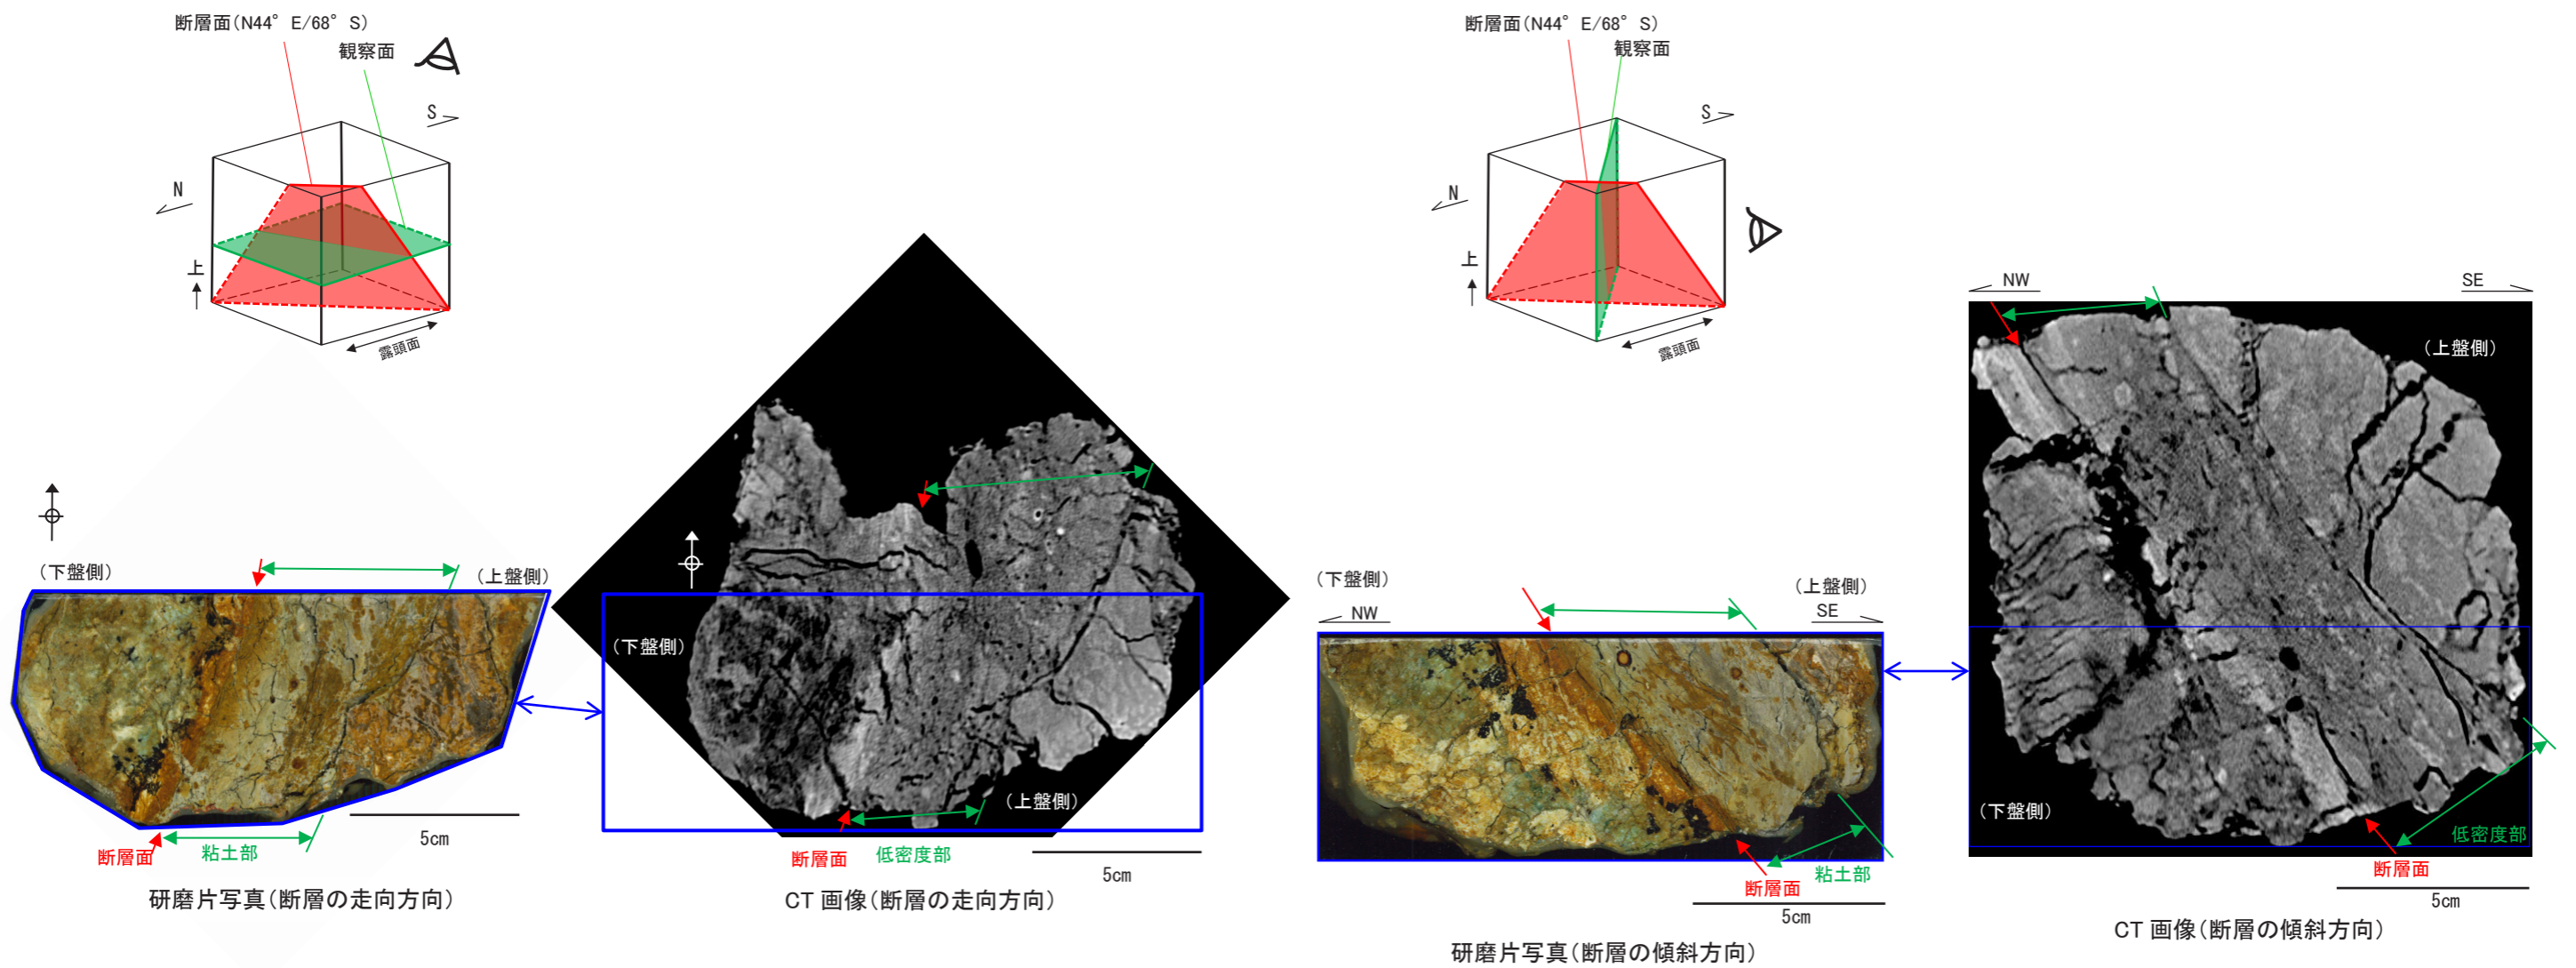 断層面(N44°E/68°S)
観察面
S
N
上
露頭面
(下盤側)
(上盤側)
断層面
粘土部
5cm
研磨片写真(断層の走向方向)
(下盤側)
(上盤側)
断層面
低密度部
5cm
CT 画像(断層の走向方向)
断層面(N44°E/68°S)
観察面
S
N
上
露頭面
(下盤側)
NW
(上盤側)
SE
断層面
粘土部
5cm
研磨片写真(断層の傾斜方向)
NW
SE
(上盤側)
(下盤側)
低密度部
断層面
5cm
CT 画像(断層の傾斜方向)